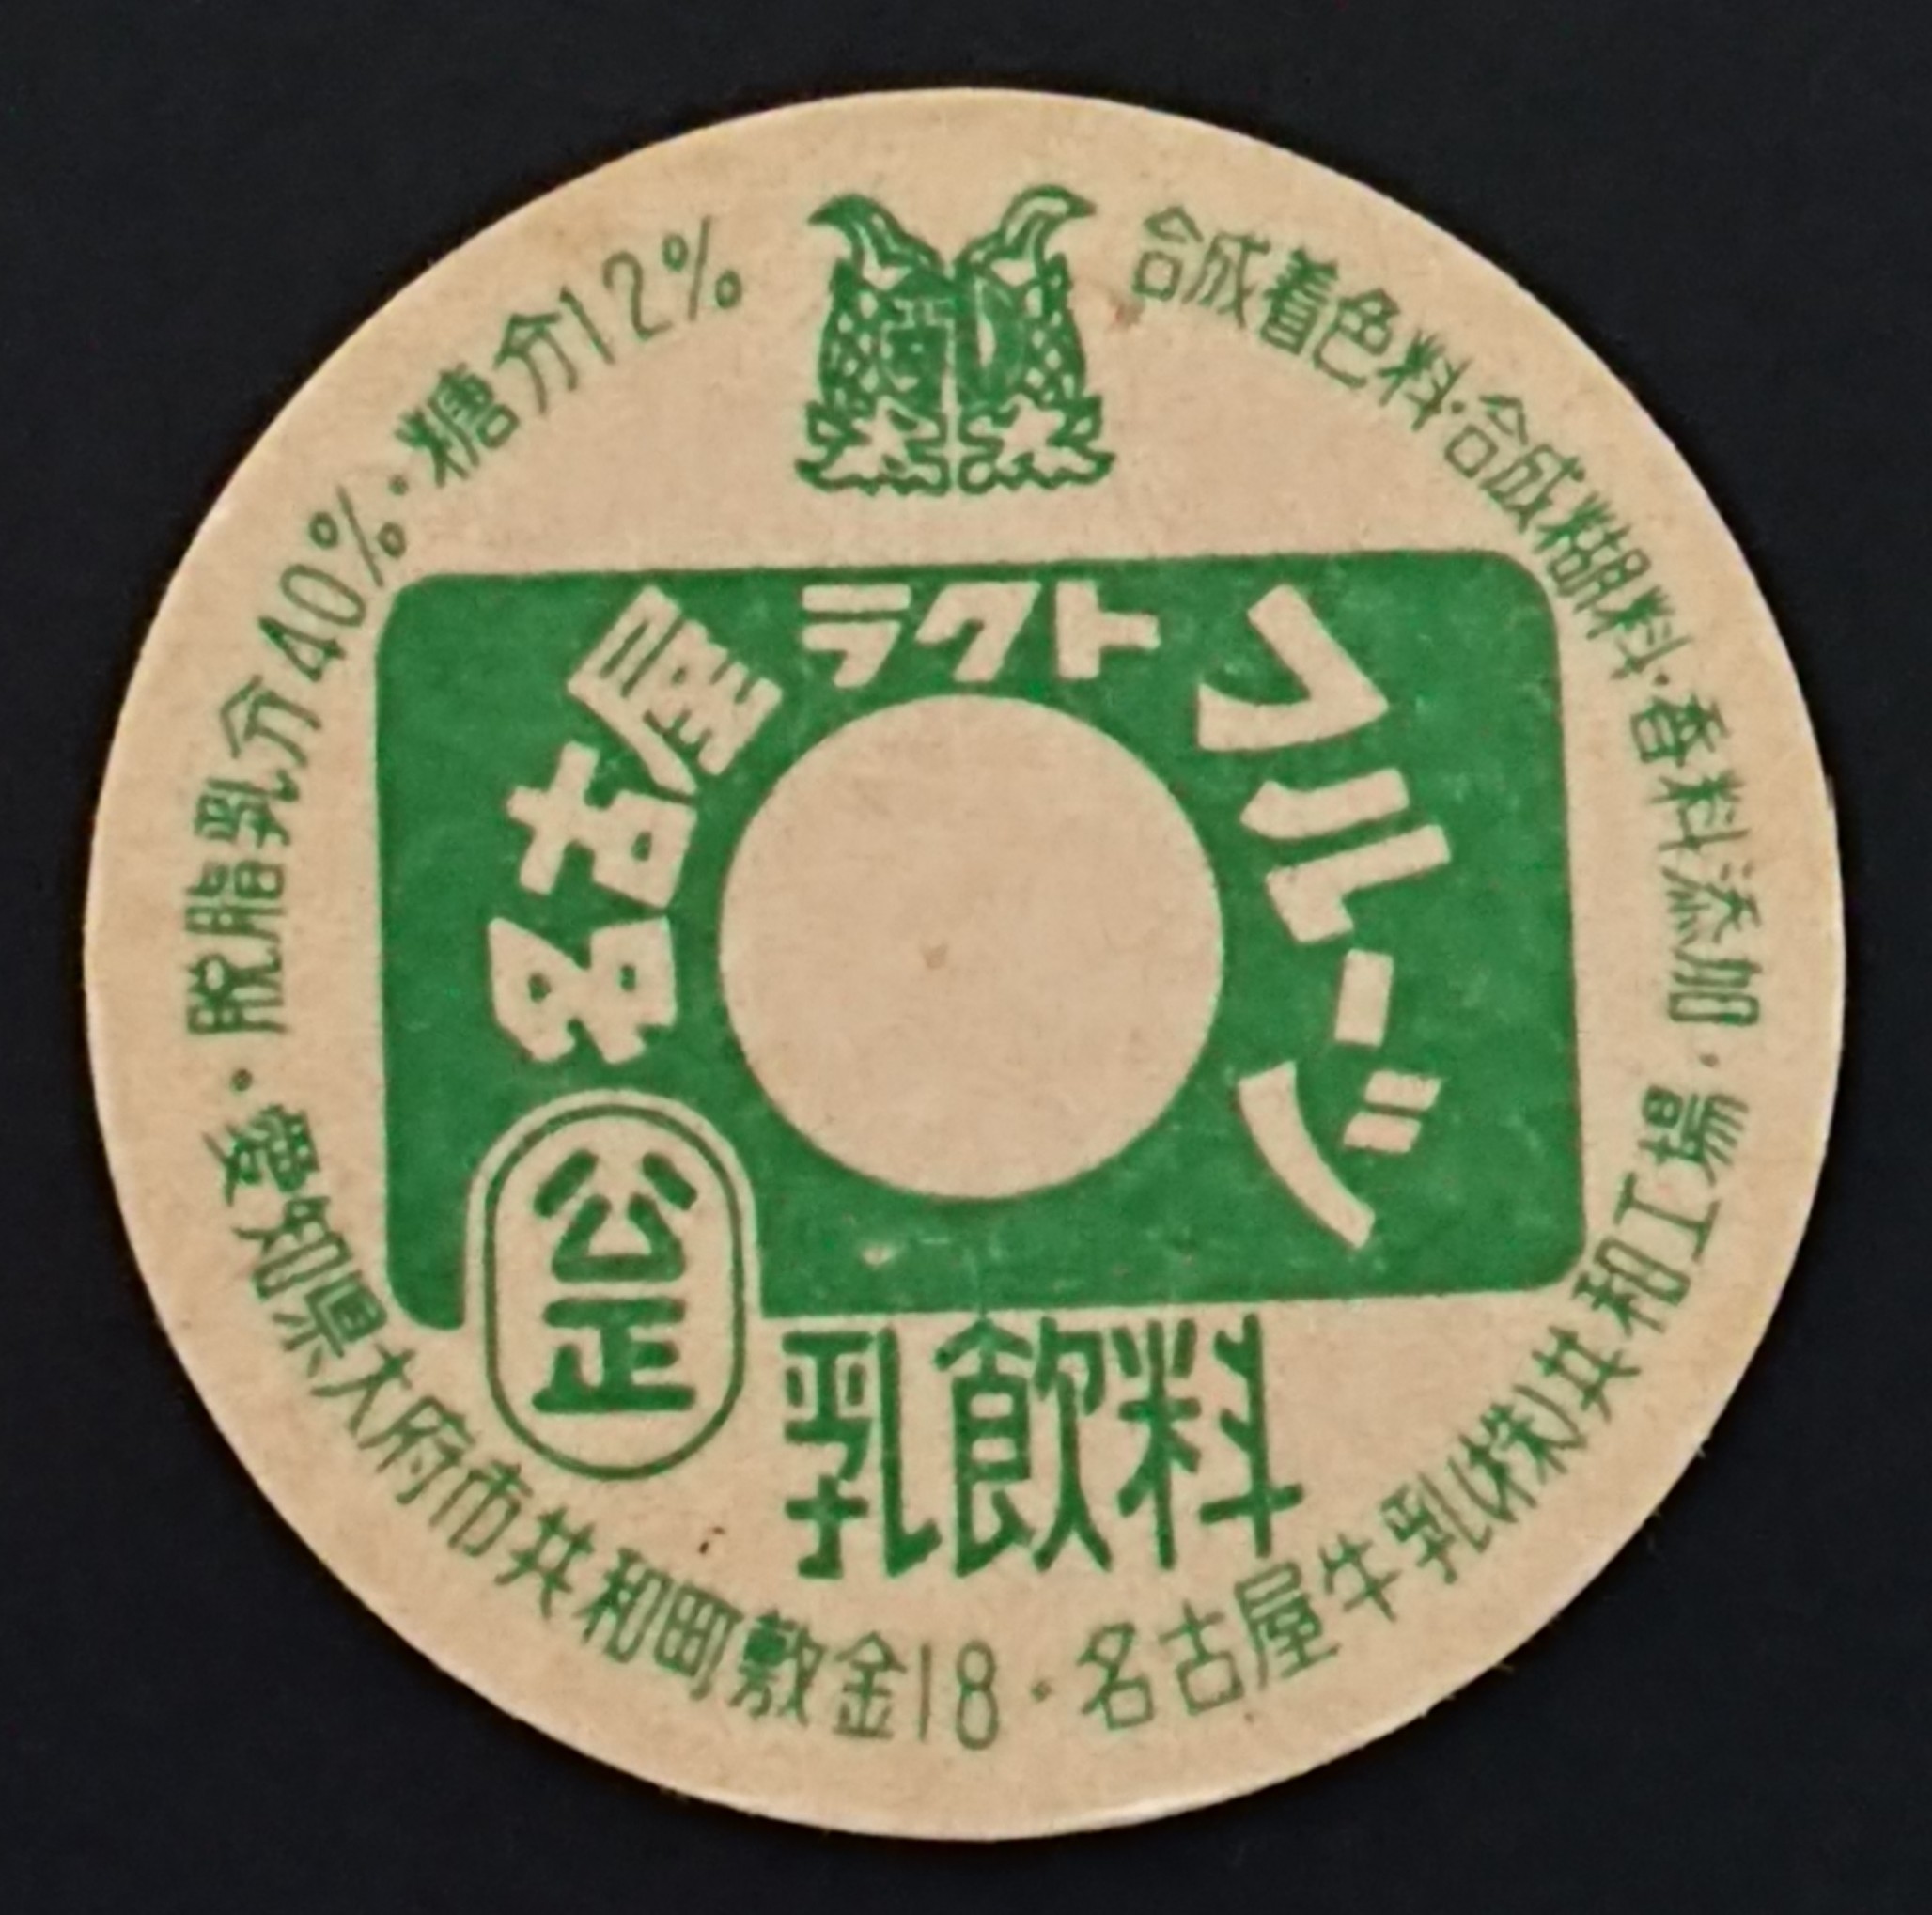 脱脂乳分40%・糖分12%
合成着色料・合成糊料・香料添加
名古屋
ラクト
フルーツ
公正
乳飲料
愛知県大府市共和町敷金18・名古屋牛乳(株)共和工場